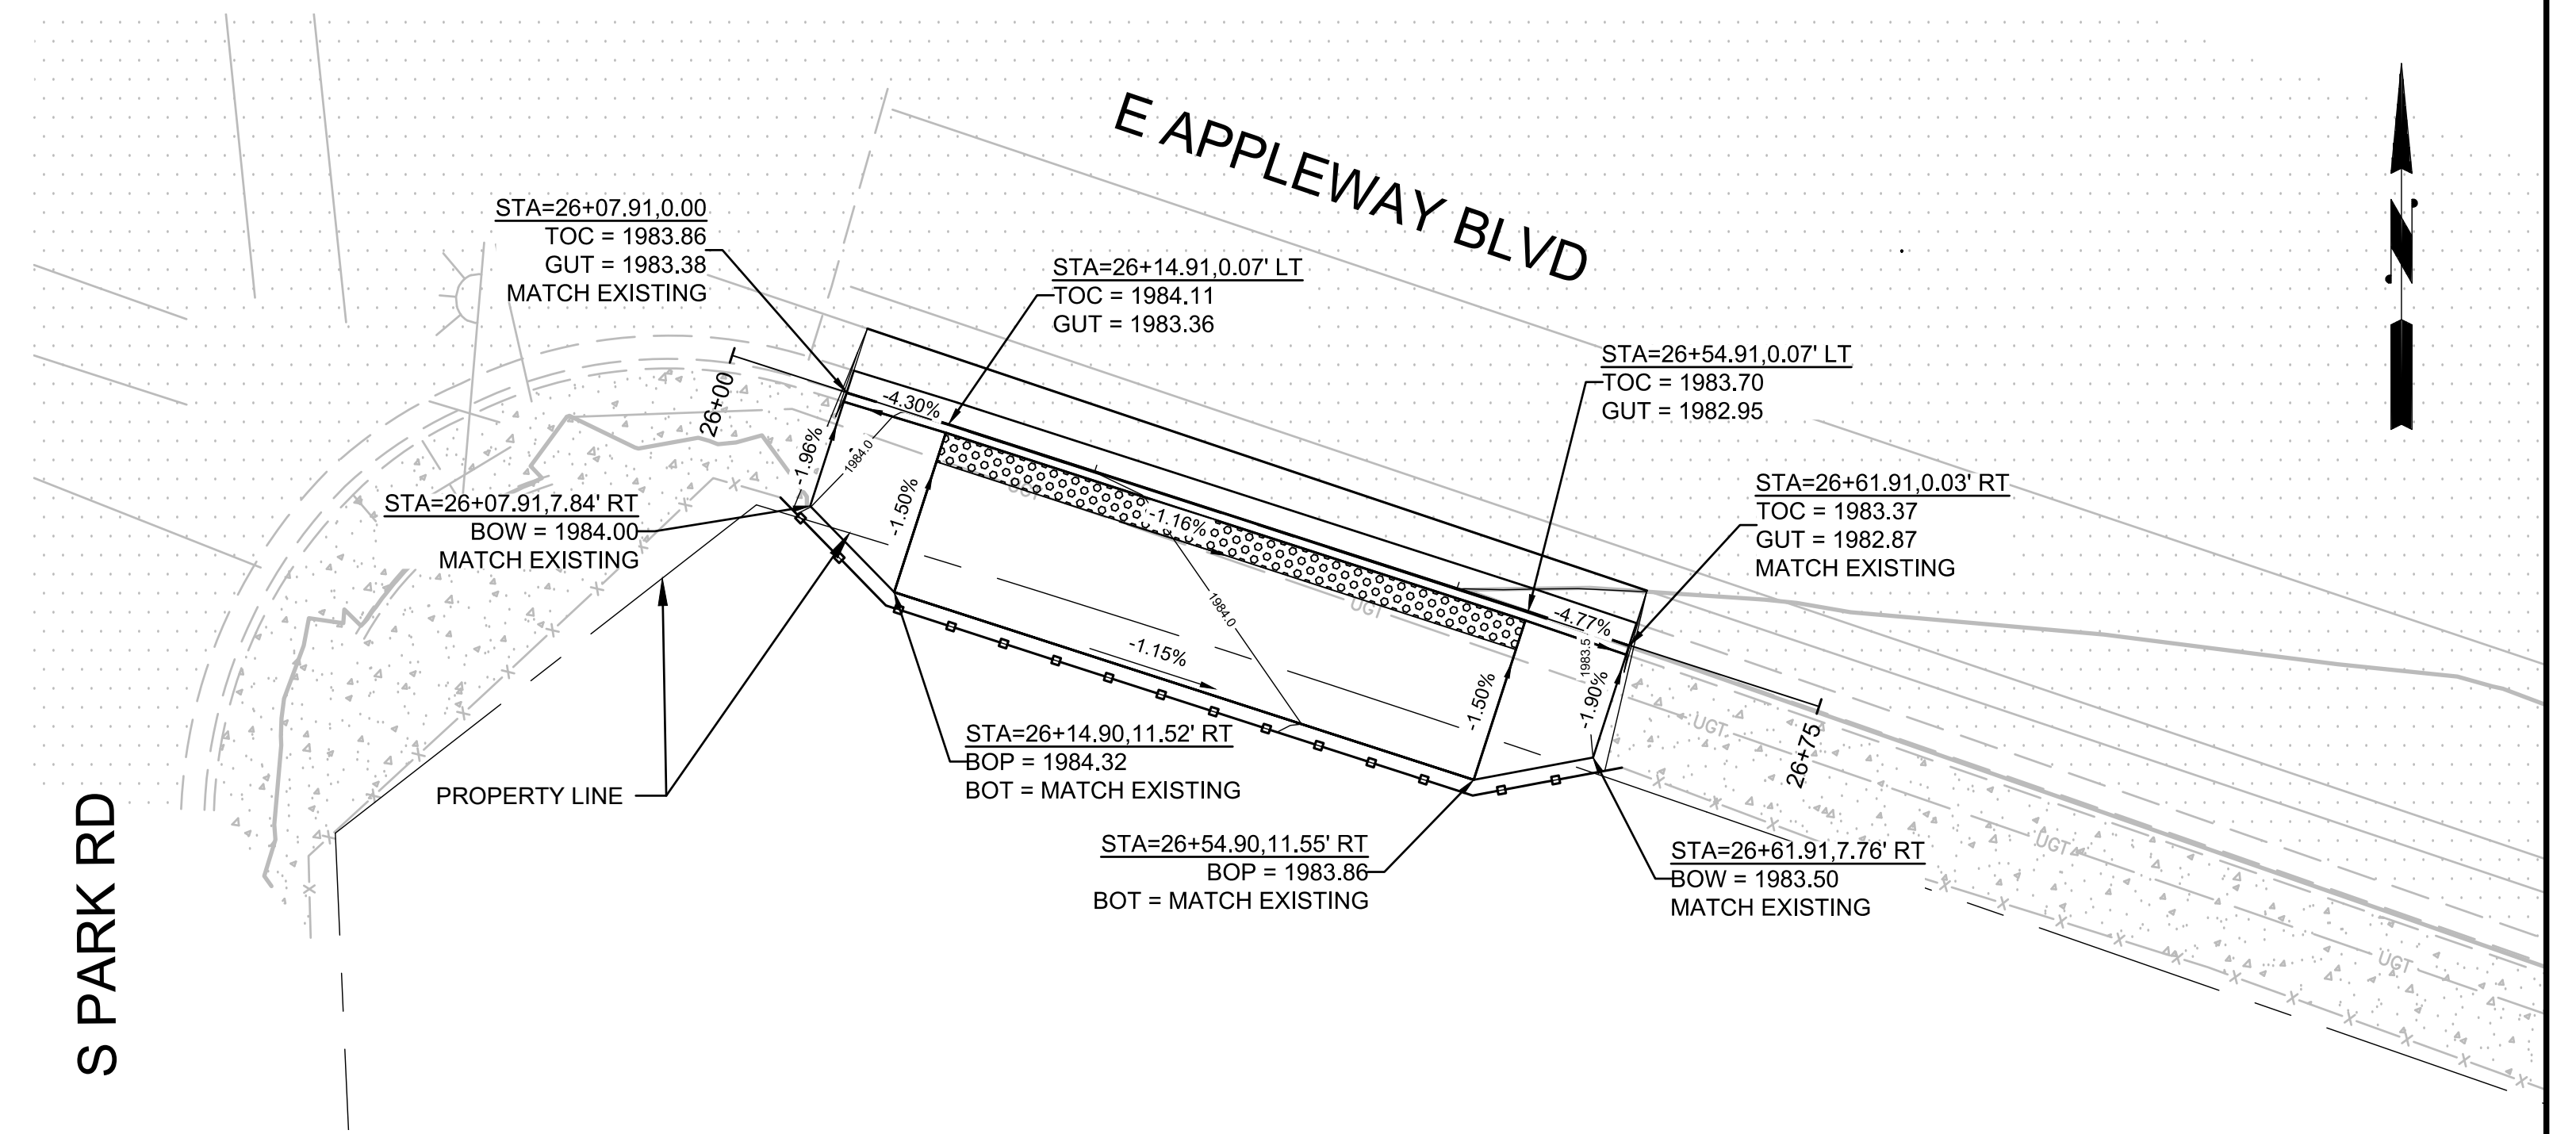 E APPLEWAY BLVD
STA=26+07.91,0.00
TOC = 1983.86
GUT = 1983.38
MATCH EXISTING
STA=26+14.91,0.07' LT
TOC = 1984.11
GUT = 1983.36
STA=26+54.91,0.07' LT
TOC = 1983.70
GUT = 1982.95
STA=26+61.91,0.03' RT
TOC = 1983.37
GUT = 1982.87
MATCH EXISTING
N
26+00
-4.30%
-1.96%
1984.0
-1.50%
UGT
-1.16%
1984.0
UGT
-4.77%
1983.5
-1.50%
-1.90%
-1.15%
STA=26+07.91,7.84' RT
BOW = 1984.00
MATCH EXISTING
PROPERTY LINE
STA=26+14.90,11.52' RT
BOP = 1984.32
BOT = MATCH EXISTING
STA=26+54.90,11.55' RT
BOP = 1983.86
BOT = MATCH EXISTING
STA=26+61.91,7.76' RT
BOW = 1983.50
MATCH EXISTING
26+75
UGT
UGT
UGT
S PARK RD